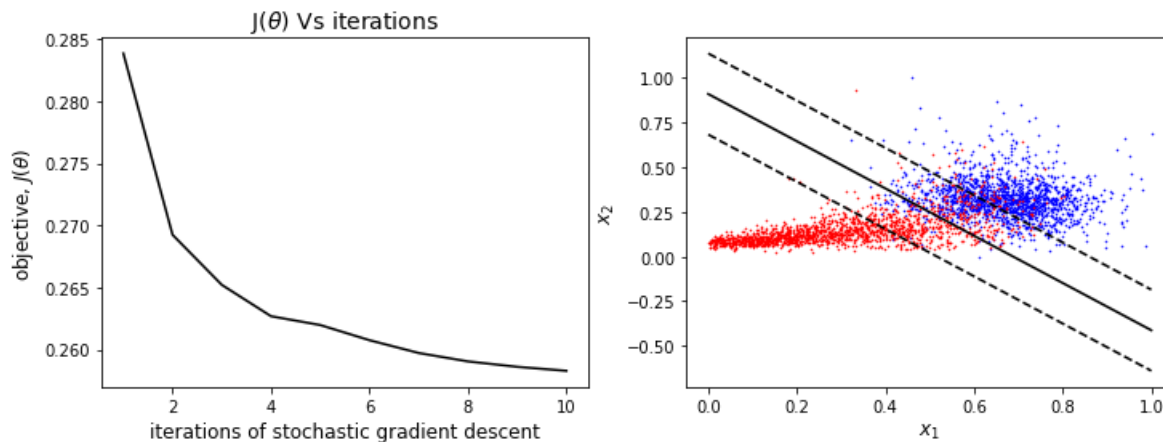 J(θ) Vs iterations
0.285
0.280
0.275
0.270
0.265
0.260
objective, J(θ)
2 4 6 8 10
iterations of stochastic gradient descent
1.00
0.75
0.50
0.25
0.00
−0.25
−0.50
x₂
0.0 0.2 0.4 0.6 0.8 1.0
x₁